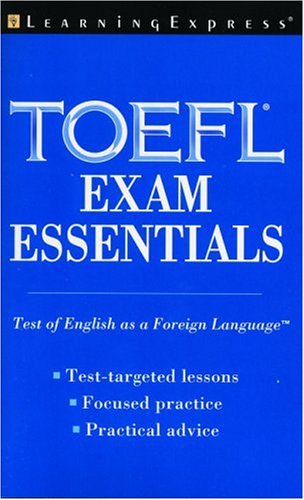 LearningExpress®
TOEFL®
EXAM
ESSENTIALS
Test of English as a Foreign Language™
Test-targeted lessons
Focused practice
Practical advice